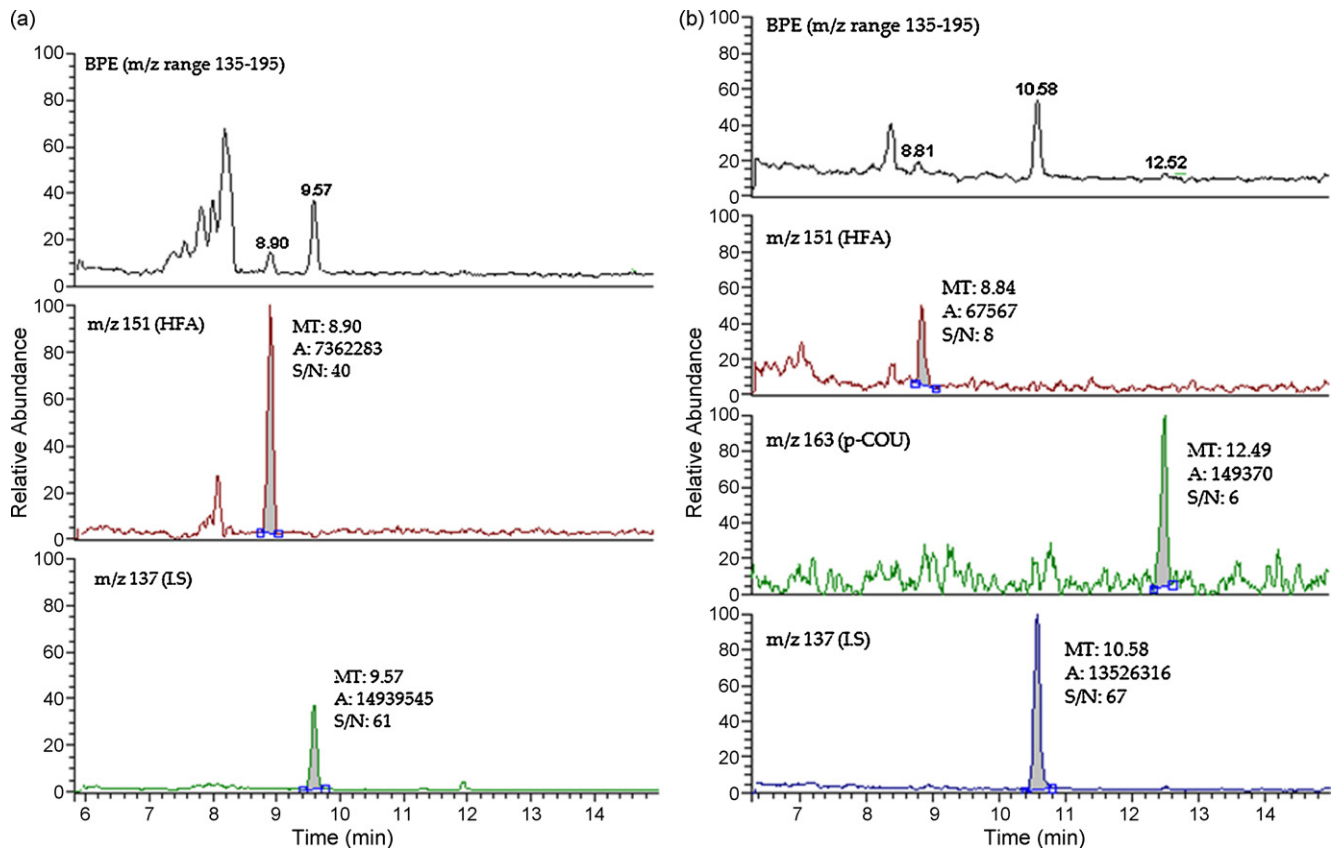 (a)
BPE (m/z range 135-195)
100
80
60
40
20
0
8.90
9.57
m/z 151 (HFA)
100
80
60
40
20
0
MT: 8.90
A: 7362283
S/N: 40
m/z 137 (I.S)
100
80
60
40
20
0
MT: 9.57
A: 14939545
S/N: 61
Relative Abundance
6 7 8 9 10 11 12 13 14
Time (min)
(b)
BPE (m/z range 135-195)
100
80
60
40
20
0
8.81
10.58
12.52
m/z 151 (HFA)
100
80
60
40
20
0
MT: 8.84
A: 67567
S/N: 8
m/z 163 (p-COU)
100
80
60
40
20
0
MT: 12.49
A: 149370
S/N: 6
m/z 137 (I.S)
100
80
60
40
20
0
MT: 10.58
A: 13526316
S/N: 67
Relative Abundance
7 8 9 10 11 12 13 14
Time (min)